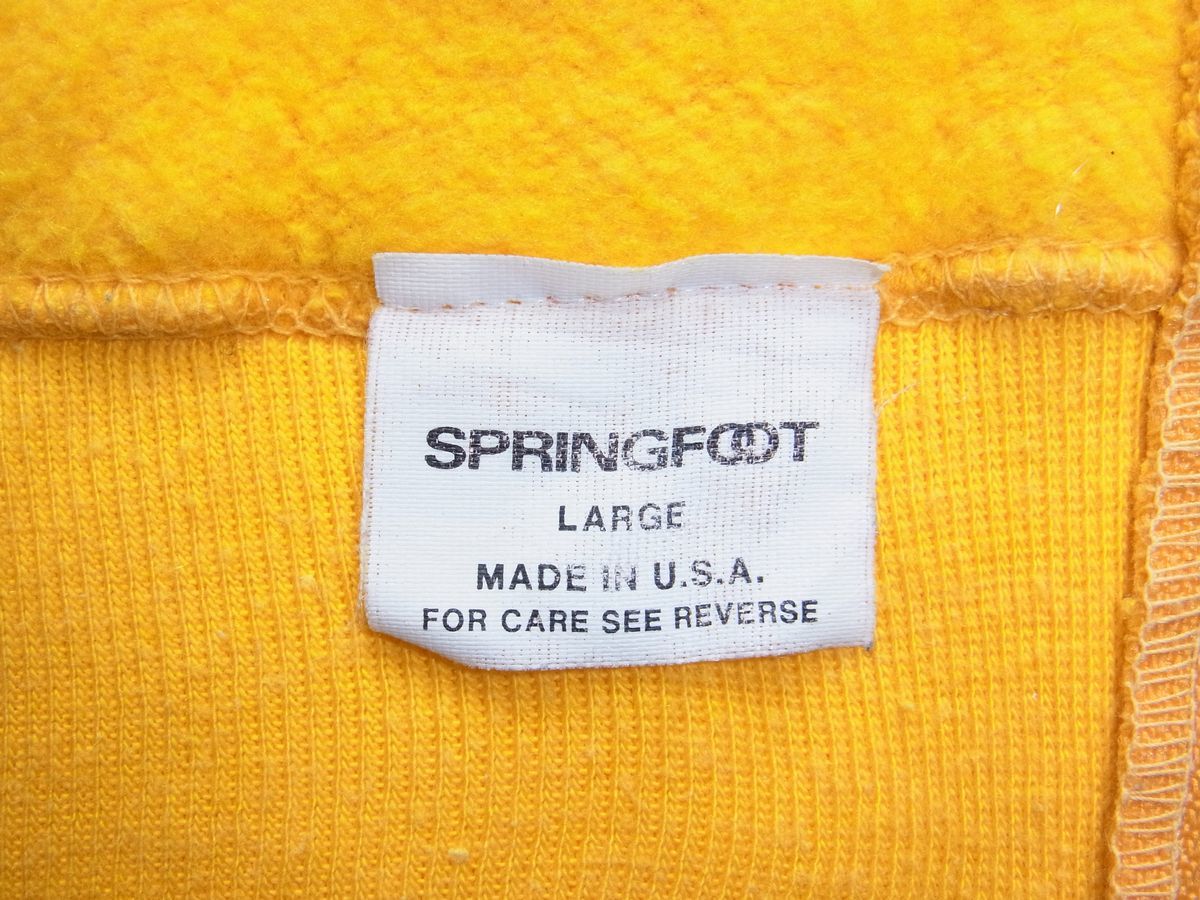 SPRINGFOOT
LARGE
MADE IN U.S.A.
FOR CARE SEE REVERSE